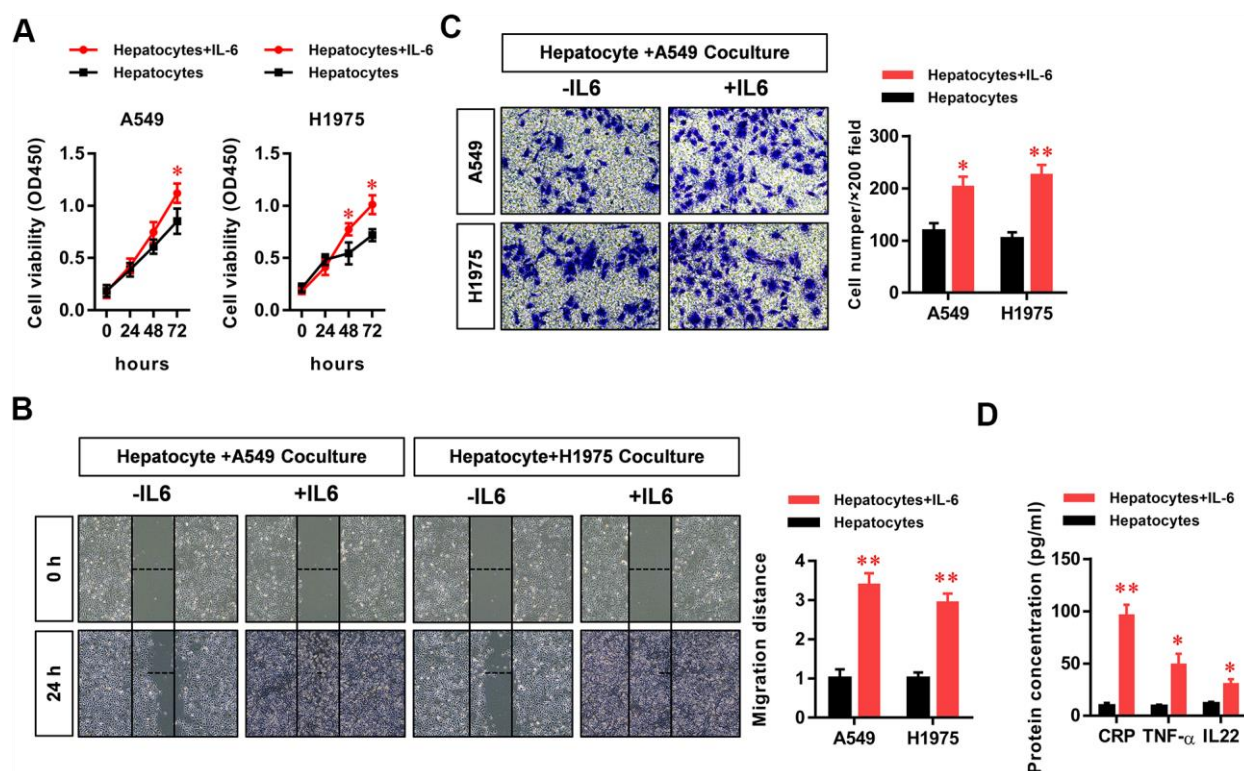 A
Hepatocytes+IL-6
Hepatocytes
Hepatocytes+IL-6
Hepatocytes
A549
H1975
Cell viability (OD450)
1.5
1.0
0.5
0.0
0 24 48 72
hours
*
Cell viability (OD450)
1.5
1.0
0.5
0.0
0 24 48 72
hours
*
*
C
Hepatocyte +A549 Coculture
-IL6 +IL6
A549
H1975
Hepatocytes+IL-6
Hepatocytes
Cell numper/×200 field
300
200
100
0
*
**
A549 H1975
B
Hepatocyte +A549 Coculture
Hepatocyte+H1975 Coculture
-IL6 +IL6 -IL6 +IL6
0 h
24 h
Hepatocytes+IL-6
Hepatocytes
Migration distance
4
3
2
1
0
**
**
A549 H1975
D
Hepatocytes+IL-6
Hepatocytes
Protein concentration (pg/ml)
150
100
50
0
**
*
*
CRP TNF-α IL22